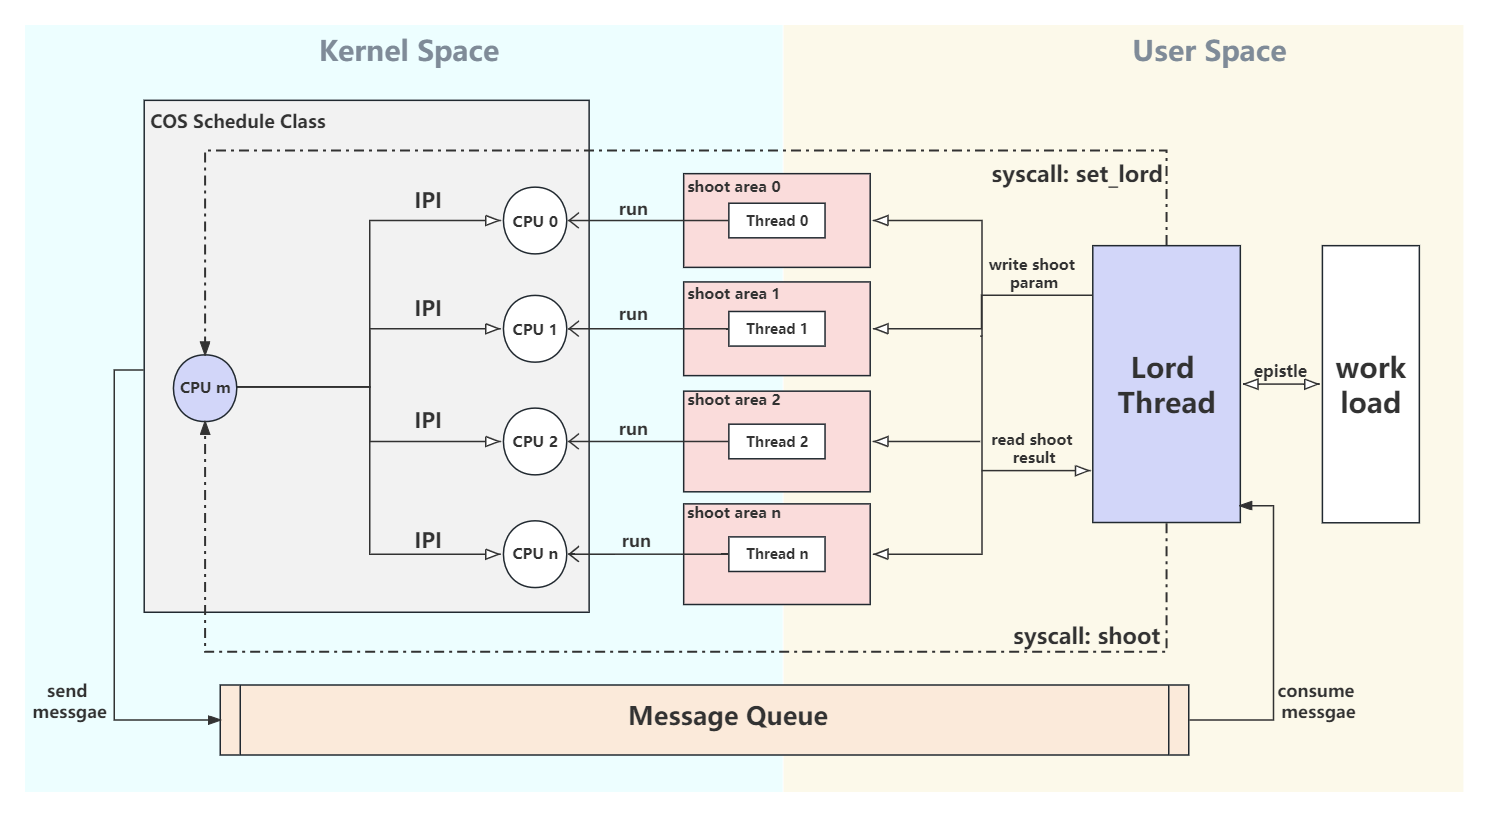 Kernel Space
User Space
COS Schedule Class
syscall: set_lord
IPI
CPU 0
run
shoot area 0
Thread 0
write shoot
param
IPI
CPU 1
run
shoot area 1
Thread 1
CPU m
Lord
Thread
epistle
work
load
IPI
CPU 2
run
shoot area 2
Thread 2
read shoot
result
IPI
CPU n
run
shoot area n
Thread n
syscall: shoot
send
messgae
Message Queue
consume
messgae